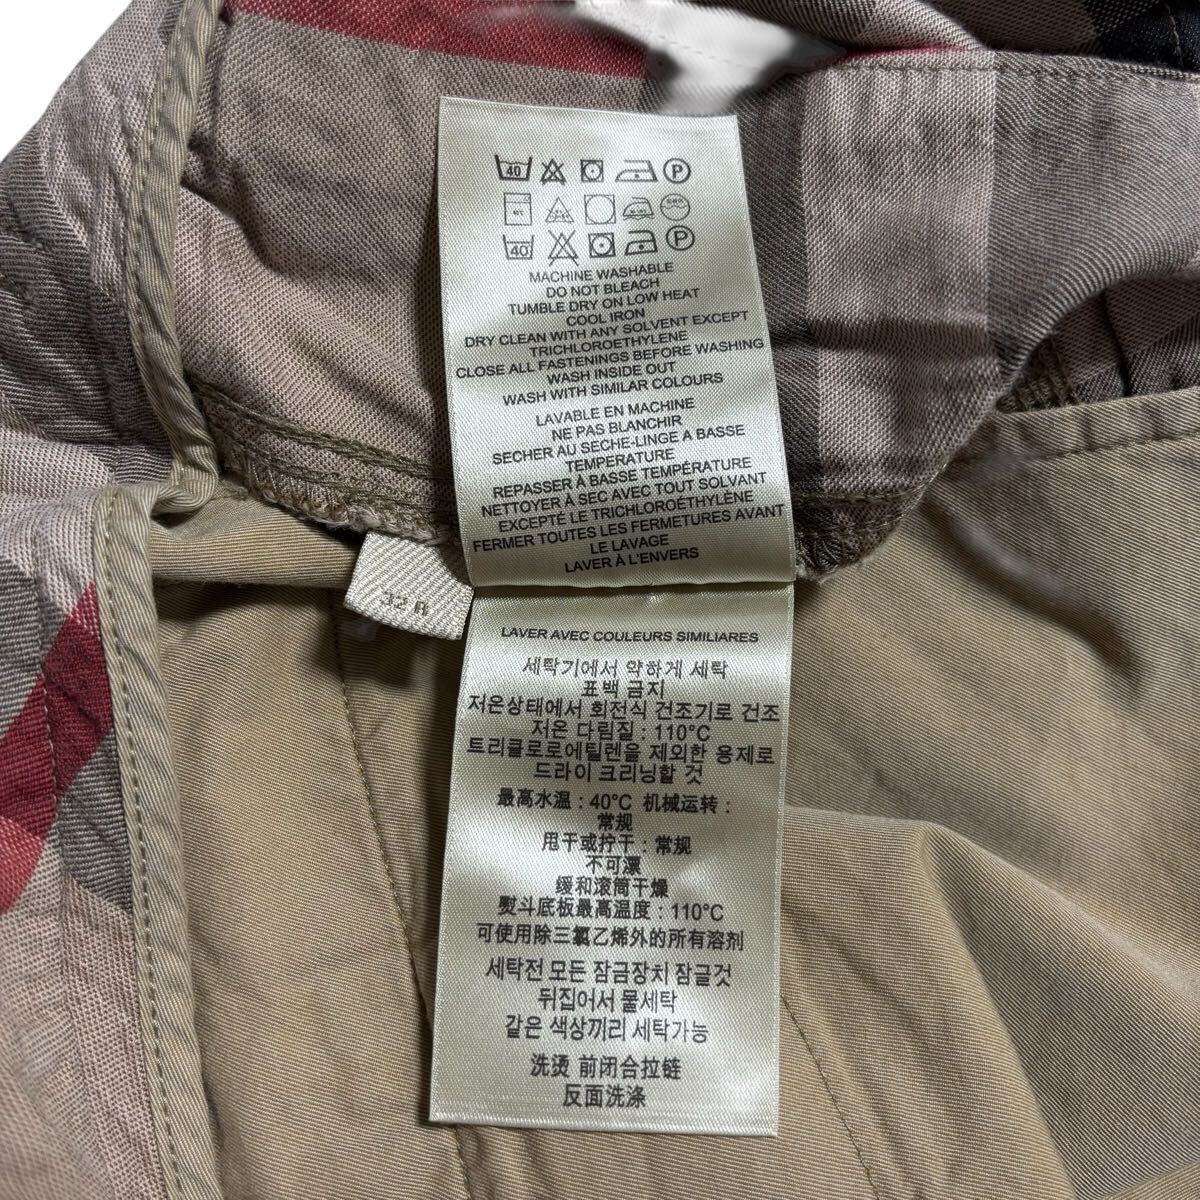 40 P
40 P
MACHINE WASHABLE
DO NOT BLEACH
TUMBLE DRY ON LOW HEAT
COOL IRON
DRY CLEAN WITH ANY SOLVENT EXCEPT
TRICHLOROETHYLENE
CLOSE ALL FASTENINGS BEFORE WASHING
WASH INSIDE OUT
WASH WITH SIMILAR COLOURS
LAVABLE EN MACHINE
NE PAS BLANCHIR
SECHER AU SECHE-LINGE A BASSE
TEMPERATURE
REPASSER À BASSE TEMPÉRATURE
NETTOYER À SEC AVEC TOUT SOLVANT
EXCEPTÉ LE TRICHLOROÉTHYLÈNE
FERMER TOUTES LES FERMETURES AVANT
LE LAVAGE
LAVER À L'ENVERS
32 R
LAVER AVEC COULEURS SIMILIARES
세탁기에서 약하게 세탁
표백 금지
저온상태에서 회전식 건조기로 건조
저온 다림질 : 110°C
트리클로로에틸렌을 제외한 용제로
드라이 크리닝할 것
最高水温 : 40°C 机械运转 :
常规
甩干或拧干 : 常规
不可漂
缓和滚筒干燥
熨斗底板最高温度 : 110°C
可使用除三氯乙烯外的所有溶剂
세탁전 모든 잠금장치 잠글것
뒤집어서 물세탁
같은 색상끼리 세탁가능
洗烫 前闭合拉链
反面洗涤